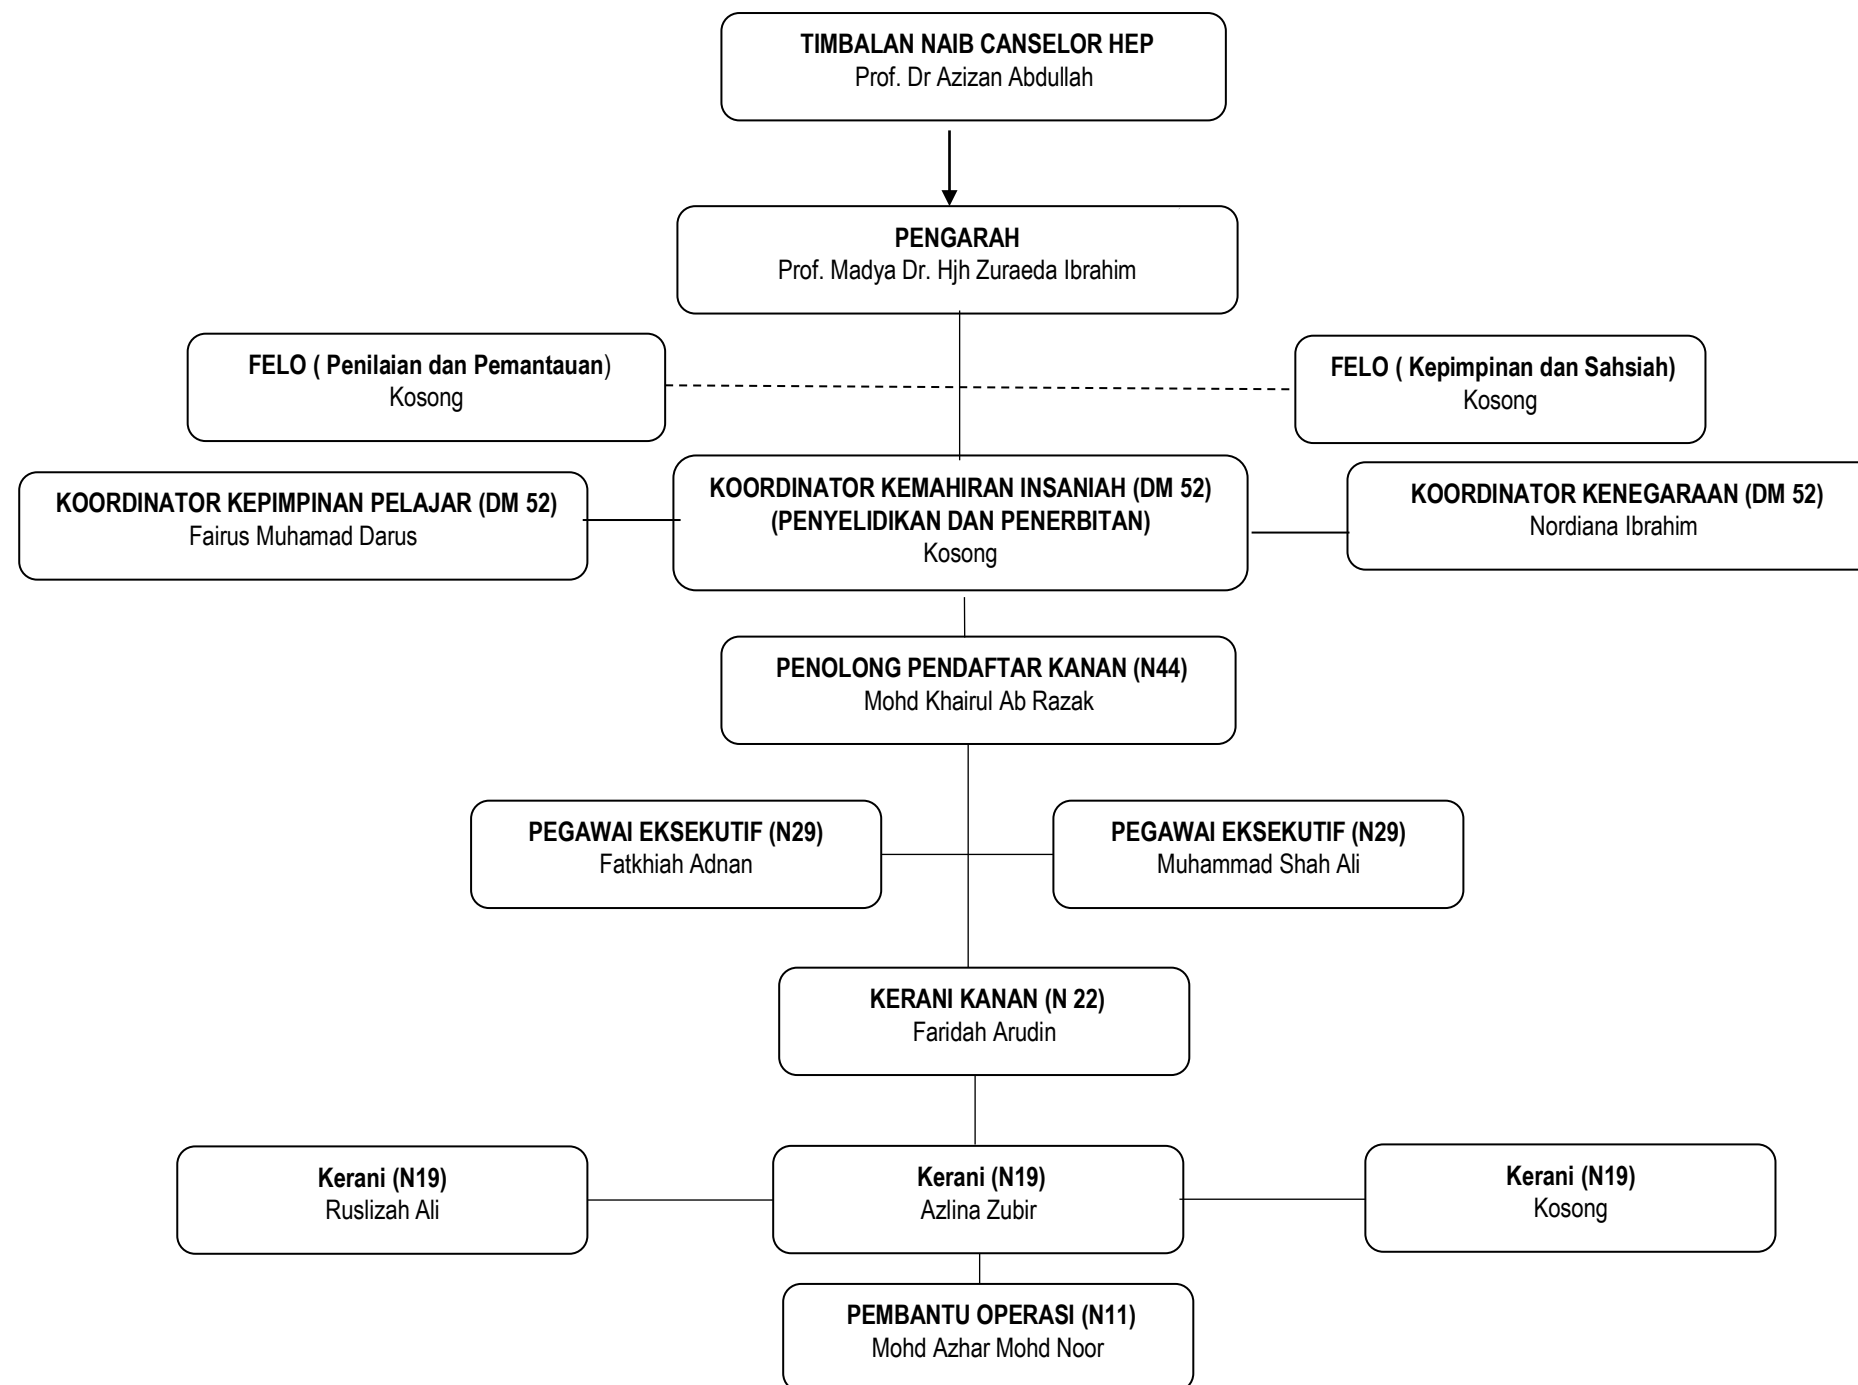 TIMBALAN NAIB CANSELOR HEP
Prof. Dr Azizan Abdullah
PENGARAH
Prof. Madya Dr. Hjh Zuraeda Ibrahim
FELO ( Penilaian dan Pemantauan)
Kosong
FELO ( Kepimpinan dan Sahsiah)
Kosong
KOORDINATOR KEPIMPINAN PELAJAR (DM 52)
Fairus Muhamad Darus
KOORDINATOR KEMAHIRAN INSANIAH (DM 52)
(PENYELIDIKAN DAN PENERBITAN)
Kosong
KOORDINATOR KENEGARAAN (DM 52)
Nordiana Ibrahim
PENOLONG PENDAFTAR KANAN (N44)
Mohd Khairul Ab Razak
PEGAWAI EKSEKUTIF (N29)
Fatkhiah Adnan
PEGAWAI EKSEKUTIF (N29)
Muhammad Shah Ali
KERANI KANAN (N 22)
Faridah Arudin
Kerani (N19)
Ruslizah Ali
Kerani (N19)
Azlina Zubir
Kerani (N19)
Kosong
PEMBANTU OPERASI (N11)
Mohd Azhar Mohd Noor